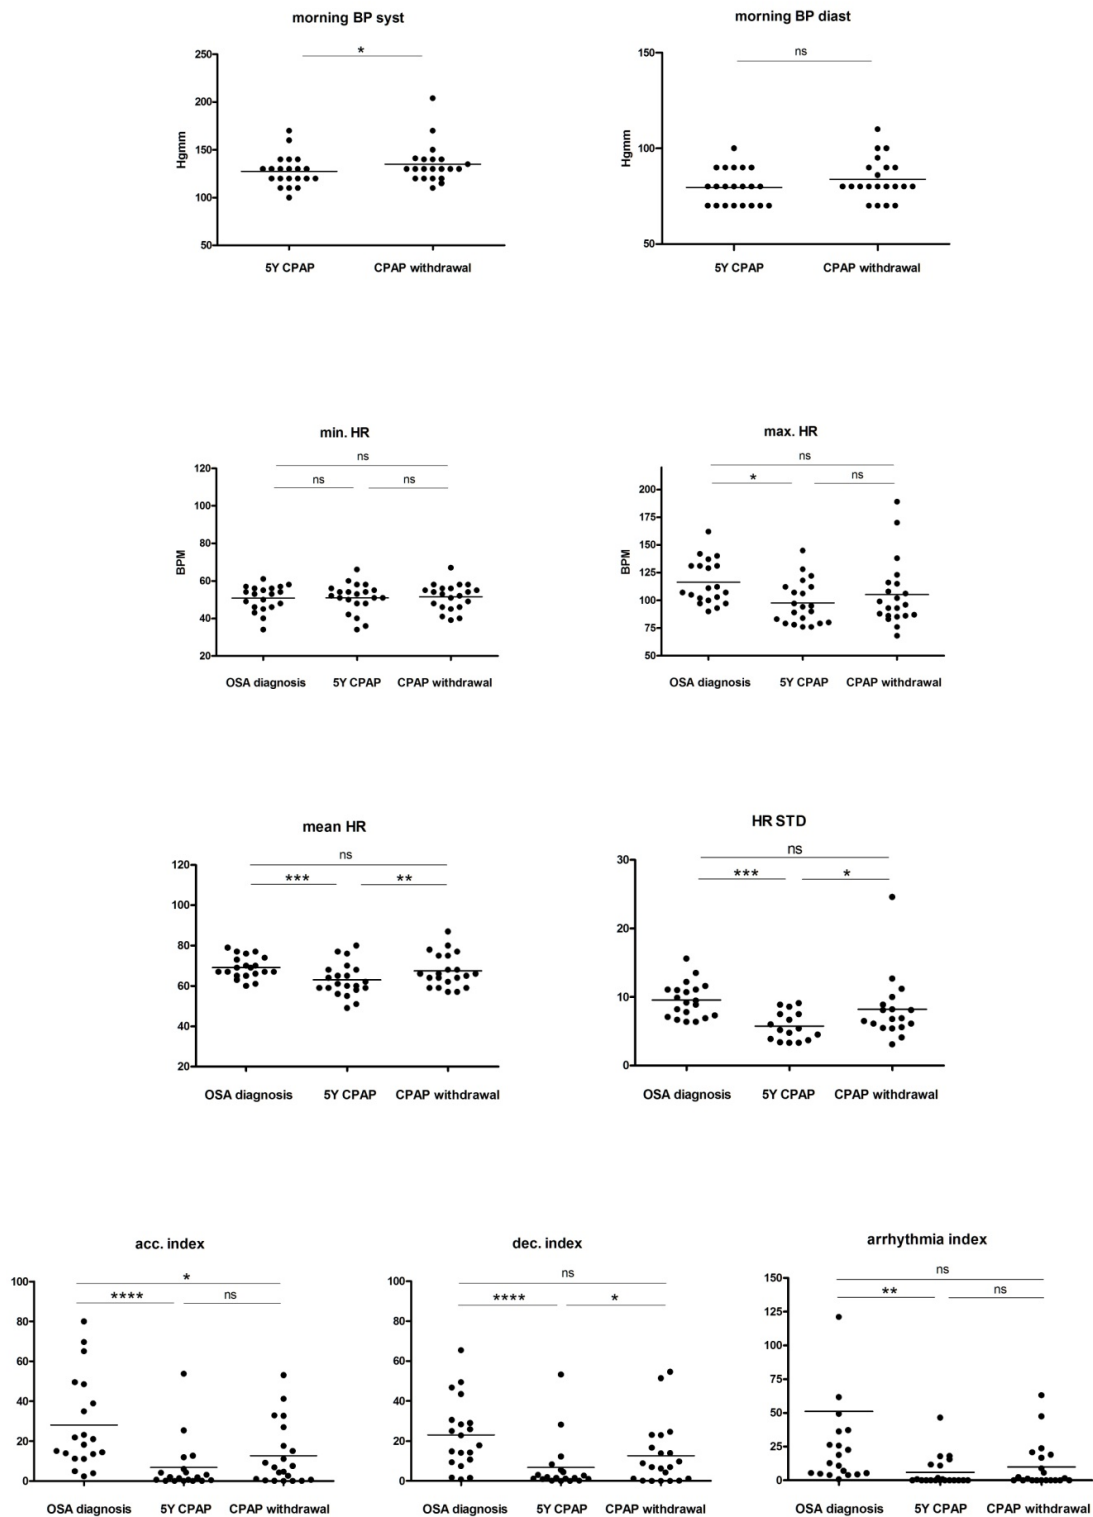 morning BP syst
morning BP diast
250
200
150
100
50
Hgmm
*
5Y CPAP
CPAP withdrawal
150
100
50
Hgmm
ns
5Y CPAP
CPAP withdrawal
min. HR
120
100
80
60
40
20
BPM
ns
ns
ns
OSA diagnosis
5Y CPAP
CPAP withdrawal
max. HR
200
175
150
125
100
75
50
BPM
ns
*
ns
OSA diagnosis
5Y CPAP
CPAP withdrawal
mean HR
120
100
80
60
40
20
ns
***
**
OSA diagnosis
5Y CPAP
CPAP withdrawal
HR STD
30
20
10
0
ns
***
*
OSA diagnosis
5Y CPAP
CPAP withdrawal
acc. index
100
80
60
40
20
0
*
****
ns
OSA diagnosis
5Y CPAP
CPAP withdrawal
dec. index
100
80
60
40
20
0
ns
****
*
OSA diagnosis
5Y CPAP
CPAP withdrawal
arrhythmia index
150
125
100
75
50
25
0
ns
**
ns
OSA diagnosis
5Y CPAP
CPAP withdrawal